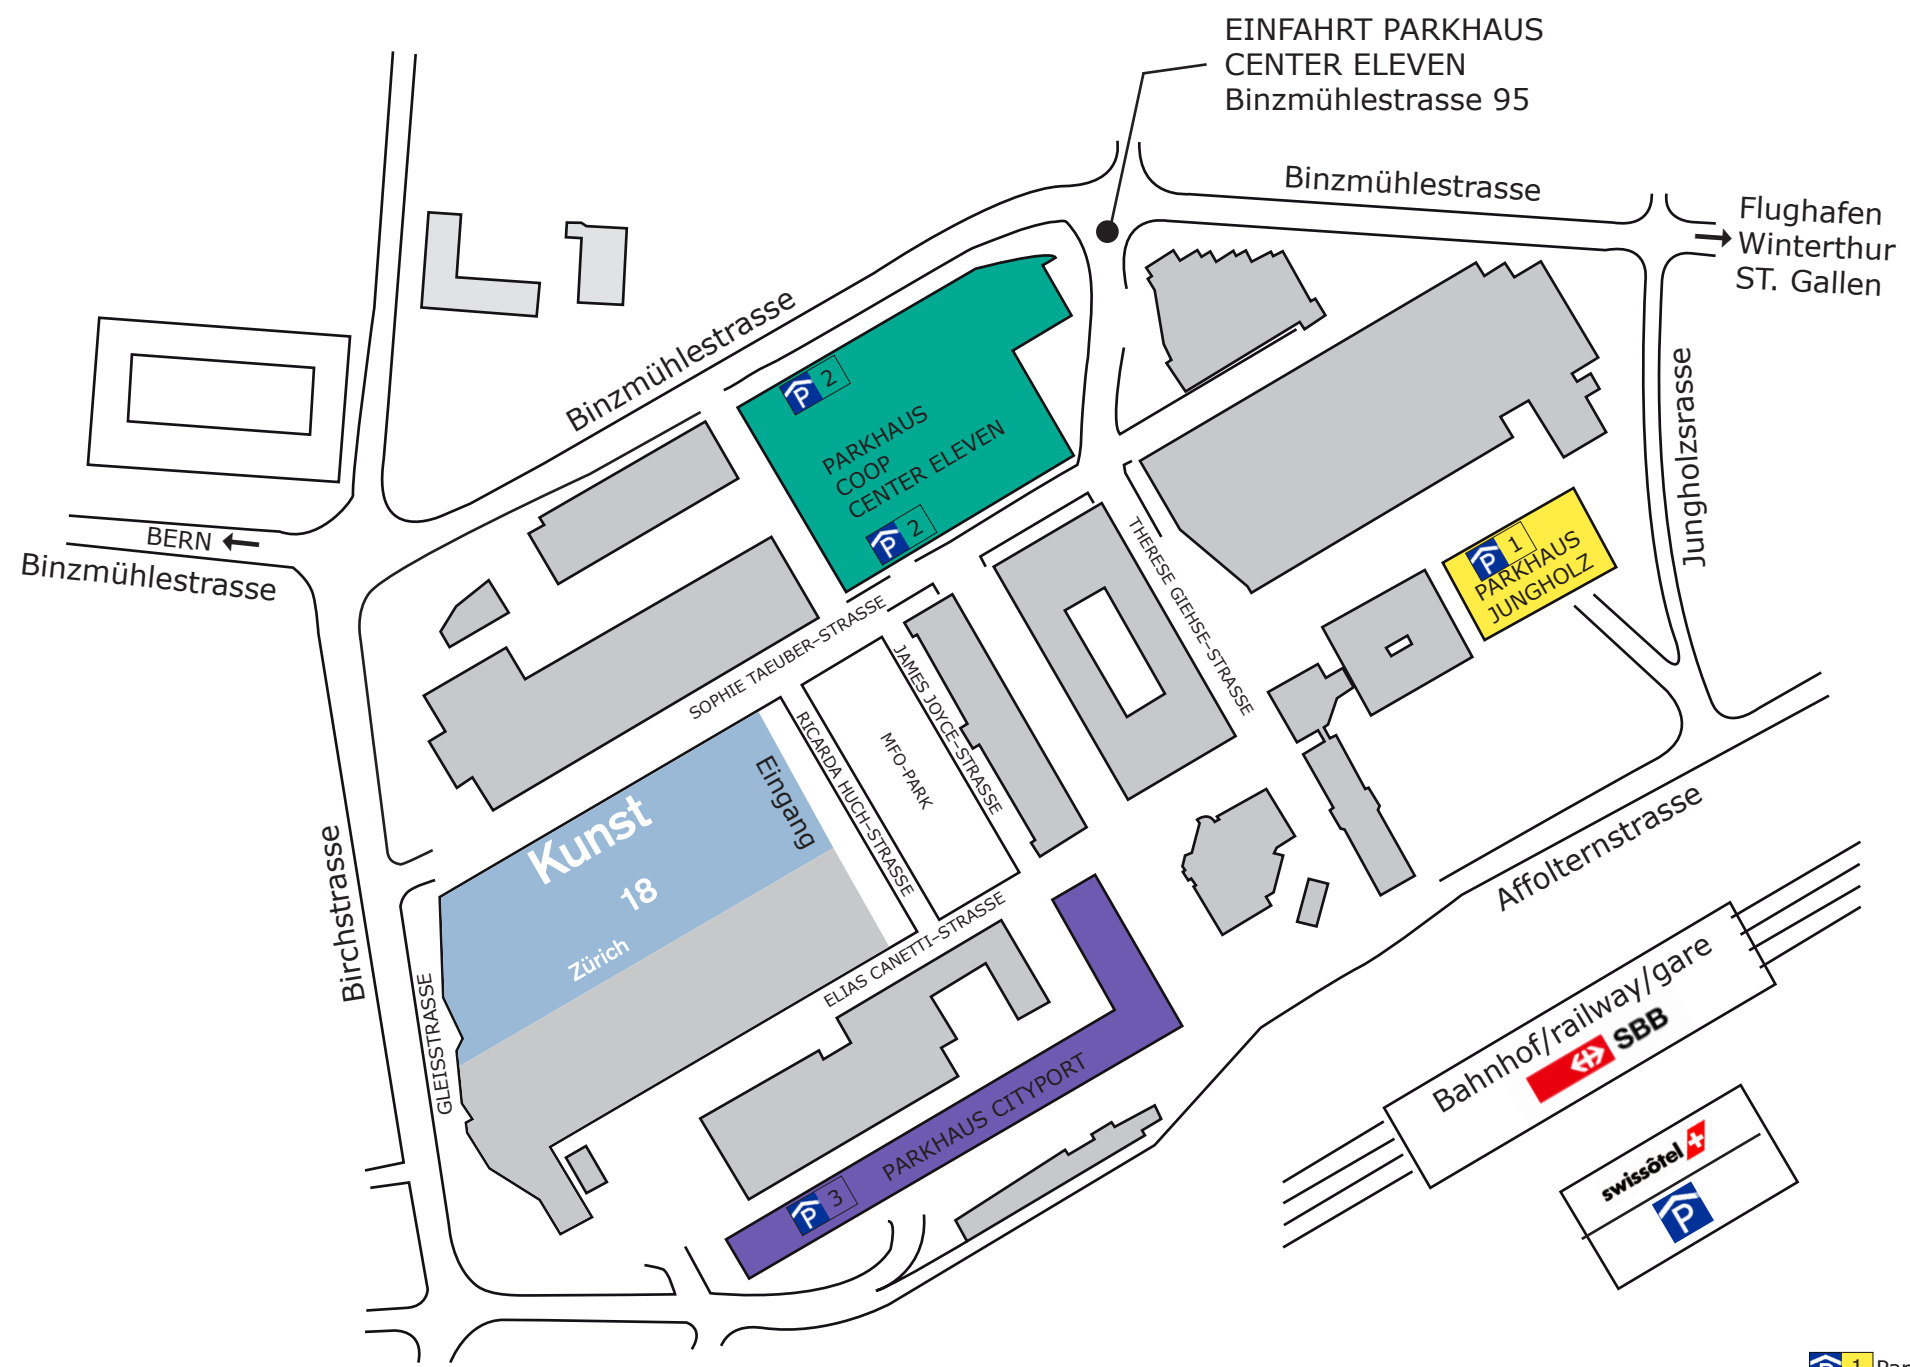 EINFAHRT PARKHAUS
CENTER ELEVEN
Binzmühlestrasse 95
Binzmühlestrasse
Flughafen
Winterthur
ST. Gallen
Binzmühlestrasse
Jungholzsrasse
P 2
PARKHAUS
COOP
CENTER ELEVEN
P 2
BERN
Binzmühlestrasse
P 1
PARKHAUS
JUNGHOLZ
THERESE GIEHSE-STRASSE
SOPHIE TAEUBER-STRASSE
JAMES JOYCE-STRASSE
MFO-PARK
RICARDA HUCH-STRASSE
Eingang
Kunst
18
Zürich
Birchstrasse
GLEISSTRASSE
ELIAS CANETTI-STRASSE
Affolternstrasse
PARKHAUS CITYPORT
P 3
Bahnhof/railway/gare
SBB
swissôtel
P
1